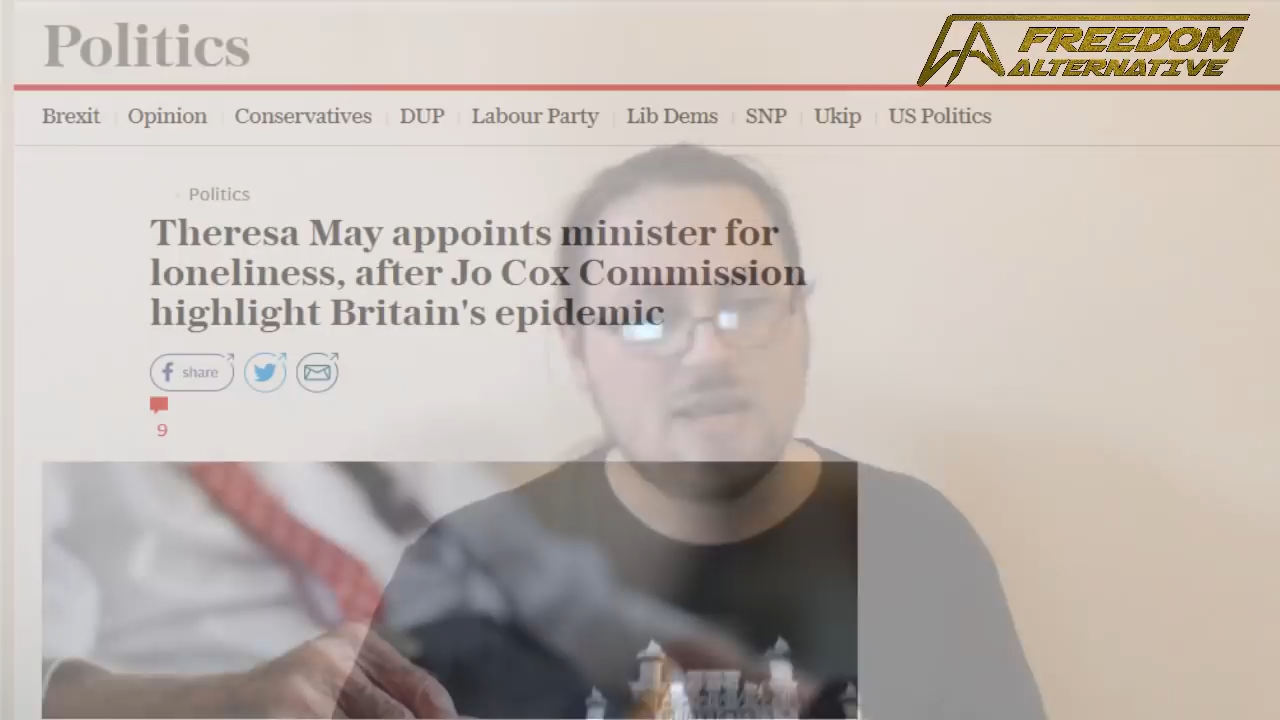 Politics
FREEDOM
ALTERNATIVE
Brexit Opinion Conservatives DUP Labour Party Lib Dems SNP Ukip US Politics
Politics
Theresa May appoints minister for
loneliness, after Jo Cox Commission
highlight Britain's epidemic
f share
9